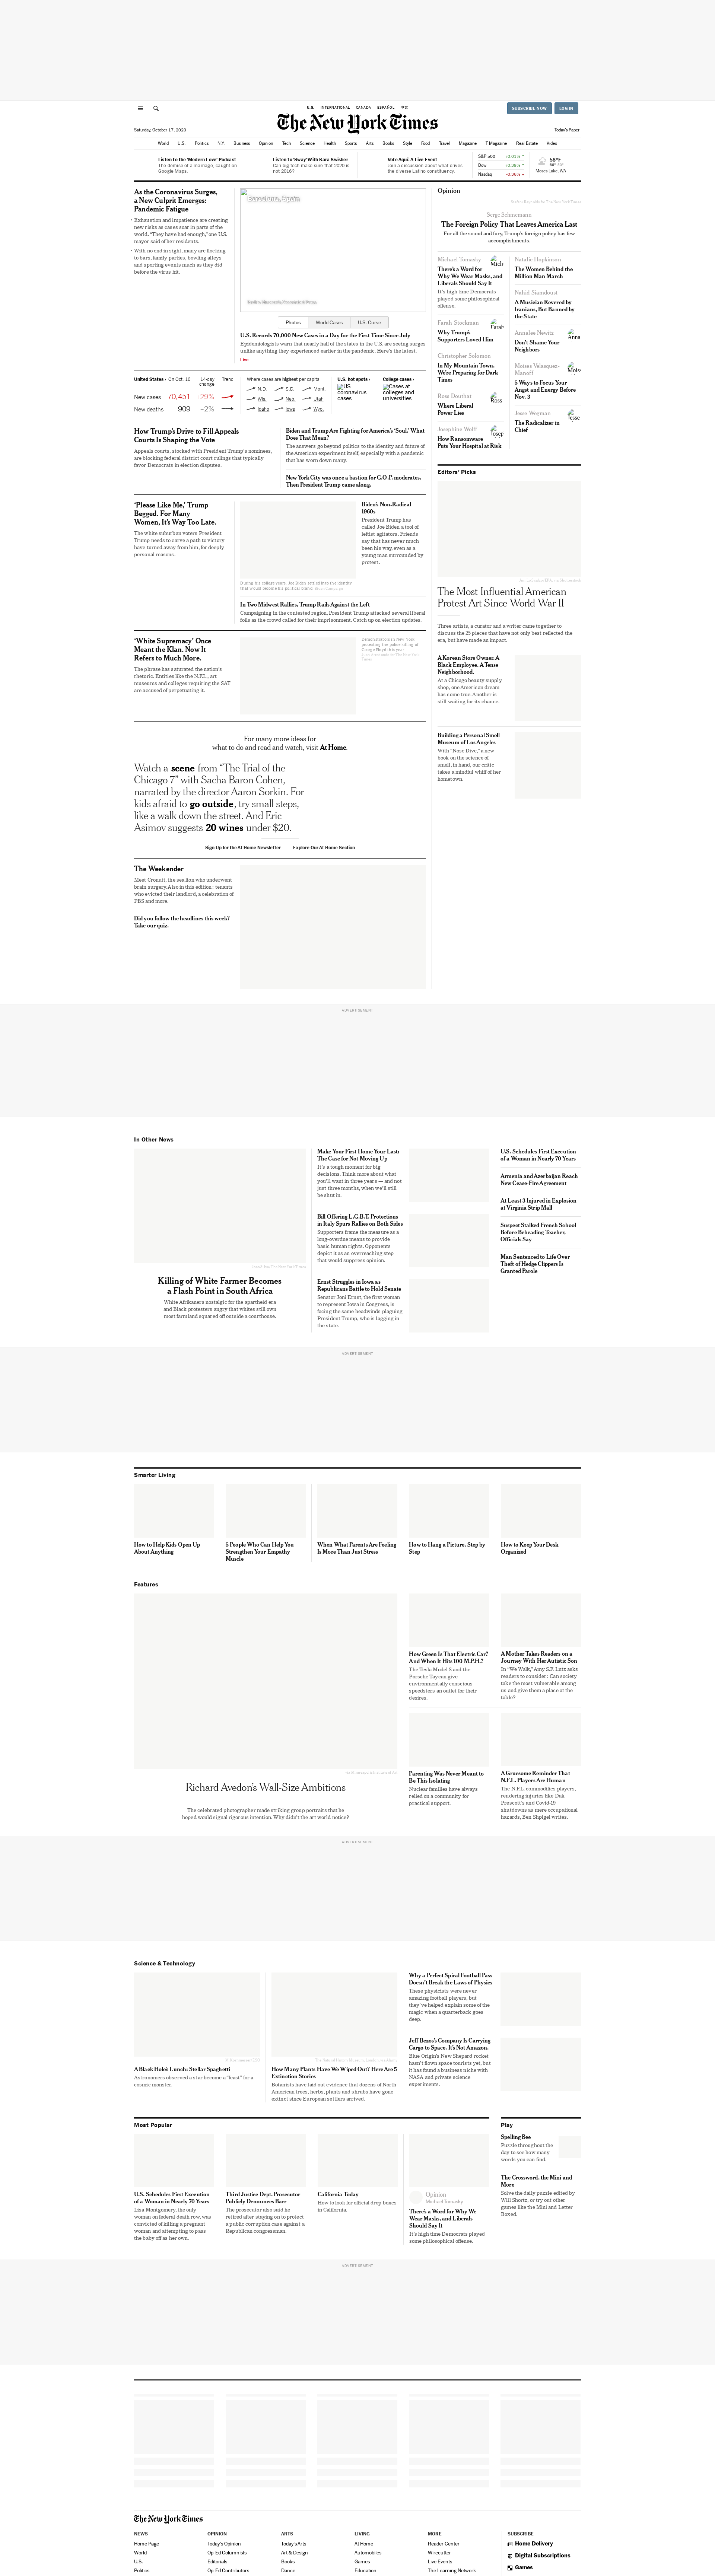 U.S. INTERNATIONAL CANADA ESPAÑOL 中文
SUBSCRIBE NOW LOG IN
The New York Times
Saturday, October 17, 2020
Today's Paper
World U.S. Politics N.Y. Business Opinion Tech Science Health Sports Arts Books Style Food Travel Magazine T Magazine Real Estate Video
Listen to the 'Modern Love' Podcast
The demise of a marriage, caught on
Google Maps.
Listen to 'Sway' With Kara Swisher
Can big tech make sure that 2020 is
not 2016?
Vote Aqui: A Live Event
Join a discussion about what drives
the diverse Latino constituency.
S&P 500 +0.01% ↑
Dow +0.39% ↑
Nasdaq -0.36% ↓
58°F
Moses Lake, WA
As the Coronavirus Surges,
a New Culprit Emerges:
Pandemic Fatigue
• Exhaustion and impatience are creating
new risks as cases soar in parts of the
world. "They have had enough," one U.S.
mayor said of her residents.
• With no end in sight, many are flocking
to bars, family parties, bowling alleys
and sporting events much as they did
before the virus hit.
Barcelona, Spain
Emilio Morenatti/Associated Press
Photos World Cases U.S. Curve
U.S. Records 70,000 New Cases in a Day for the First Time Since July
Epidemiologists warn that nearly half of the states in the U.S. are seeing surges
unlike anything they experienced earlier in the pandemic. Here's the latest.
Live
United States › On Oct. 16 14-day
change Trend
New cases 70,451 +29%
New deaths 909 –2%
Where cases are highest per capita
N.D. S.D. Mont.
Wis. Neb. Utah
Idaho Iowa Wyo.
U.S. hot spots ›
US
coronavirus
cases
College cases ›
Cases at
colleges and
universities
How Trump's Drive to Fill Appeals
Courts Is Shaping the Vote
Appeals courts, stocked with President Trump's nominees,
are blocking federal district court rulings that typically
favor Democrats in election disputes.
Biden and Trump Are Fighting for America's 'Soul.' What
Does That Mean?
The answers go beyond politics to the identity and future of
the American experiment itself, especially with a pandemic
that has worn down many.
New York City was once a bastion for G.O.P. moderates.
Then President Trump came along.
'Please Like Me,' Trump
Begged. For Many
Women, It's Way Too Late.
The white suburban voters President
Trump needs to carve a path to victory
have turned away from him, for deeply
personal reasons.
During his college years, Joe Biden settled into the identity
that would become his political brand. Biden Campaign
Biden's Non-Radical
1960s
President Trump has
called Joe Biden a tool of
leftist agitators. Friends
say that has never much
been his way, even as a
young man surrounded by
protest.
In Two Midwest Rallies, Trump Rails Against the Left
Campaigning in the contested region, President Trump attacked several liberal
foils as the crowd called for their imprisonment. Catch up on election updates.
'White Supremacy' Once
Meant the Klan. Now It
Refers to Much More.
The phrase has saturated the nation's
rhetoric. Entities like the N.F.L., art
museums and colleges requiring the SAT
are accused of perpetuating it.
Demonstrators in New York
protesting the police killing of
George Floyd this year.
For many more ideas for
what to do and read and watch, visit At Home.
Watch a scene from "The Trial of the
Chicago 7" with Sacha Baron Cohen,
narrated by the director Aaron Sorkin. For
kids afraid to go outside, try small steps,
like a walk down the street. And Eric
Asimov suggests 20 wines under $20.
Sign Up for the At Home Newsletter Explore Our At Home Section
The Weekender
Meet Cronutt, the sea lion who underwent
brain surgery. Also in this edition: tenants
who evicted their landlord, a celebration of
PBS and more.
Did you follow the headlines this week?
Take our quiz.
Opinion
Serge Schmemann
The Foreign Policy That Leaves America Last
For all the sound and fury, Trump's foreign policy has few
accomplishments.
Michael Tomasky
Mich
There's a Word for
Why We Wear Masks, and
Liberals Should Say It
It's high time Democrats
played some philosophical
offense.
Farah Stockman
Farah
Why Trump's
Supporters Loved Him
Christopher Solomon
In My Mountain Town,
We're Preparing for Dark
Times
Ross Douthat
Ross
Where Liberal
Power Lies
Josephine Wolff
Josep
How Ransomware
Puts Your Hospital at Risk
Natalie Hopkinson
The Women Behind the
Million Man March
Nahid Siamdoust
A Musician Revered by
Iranians, But Banned by
the State
Annalee Newitz
Anna
Don't Shame Your
Neighbors
Moises Velasquez-
Manoff
Moise
5 Ways to Focus Your
Angst and Energy Before
Nov. 3
Jesse Wegman
Jesse
The Radicalizer in
Chief
Editors' Picks
The Most Influential American
Protest Art Since World War II
Three artists, a curator and a writer came together to
discuss the 25 pieces that have not only best reflected the
era, but have made an impact.
A Korean Store Owner. A
Black Employee. A Tense
Neighborhood.
At a Chicago beauty supply
shop, one American dream
has come true. Another is
still waiting for its chance.
Building a Personal Smell
Museum of Los Angeles
With "Nose Dive," a new
book on the science of
smell, in hand, our critic
takes a mindful whiff of her
hometown.
ADVERTISEMENT
In Other News
Killing of White Farmer Becomes
a Flash Point in South Africa
White Afrikaners nostalgic for the apartheid era
and Black protesters angry that whites still own
most farmland squared off outside a courthouse.
Make Your First Home Your Last:
The Case for Not Moving Up
It's a tough moment for big
decisions. Think more about what
you'll want in three years — and not
just three months, when we'll still
be shut in.
Bill Offering L.G.B.T. Protections
in Italy Spurs Rallies on Both Sides
Supporters frame the measure as a
long-overdue means to provide
basic human rights. Opponents
depict it as an overreaching step
that would suppress opinion.
Ernst Struggles in Iowa as
Republicans Battle to Hold Senate
Senator Joni Ernst, the first woman
to represent Iowa in Congress, is
facing the same headwinds plaguing
President Trump, who is lagging in
the state.
U.S. Schedules First Execution
of a Woman in Nearly 70 Years
Armenia and Azerbaijan Reach
New Cease-Fire Agreement
At Least 3 Injured in Explosion
at Virginia Strip Mall
Suspect Stalked French School
Before Beheading Teacher,
Officials Say
Man Sentenced to Life Over
Theft of Hedge Clippers Is
Granted Parole
ADVERTISEMENT
Smarter Living
How to Help Kids Open Up
About Anything
5 People Who Can Help You
Strengthen Your Empathy
Muscle
When What Parents Are Feeling
Is More Than Just Stress
How to Hang a Picture, Step by
Step
How to Keep Your Desk
Organized
Features
Richard Avedon's Wall-Size Ambitions
The celebrated photographer made striking group portraits that he
hoped would signal rigorous intention. Why didn't the art world notice?
How Green Is That Electric Car?
And When It Hits 100 M.P.H.?
The Tesla Model S and the
Porsche Taycan give
environmentally conscious
speedsters an outlet for their
desires.
A Mother Takes Readers on a
Journey With Her Autistic Son
In "We Walk," Amy S.F. Lutz asks
readers to consider: Can society
take the most vulnerable among
us and give them a place at the
table?
Parenting Was Never Meant to
Be This Isolating
Nuclear families have always
relied on a community for
practical support.
A Gruesome Reminder That
N.F.L. Players Are Human
The N.F.L. commodifies players,
rendering injuries like Dak
Prescott's and Covid-19
shutdowns as mere occupational
hazards, Ben Shpigel writes.
ADVERTISEMENT
Science & Technology
A Black Hole's Lunch: Stellar Spaghetti
Astronomers observed a star become a "feast" for a
cosmic monster.
How Many Plants Have We Wiped Out? Here Are 5
Extinction Stories
Botanists have laid out evidence that dozens of North
American trees, herbs, plants and shrubs have gone
extinct since European settlers arrived.
Why a Perfect Spiral Football Pass
Doesn't Break the Laws of Physics
These physicists were never
amazing football players, but
they've helped explain some of the
magic when a quarterback goes
deep.
Jeff Bezos's Company Is Carrying
Cargo to Space. It's Not Amazon.
Blue Origin's New Shepard rocket
hasn't flown space tourists yet, but
it has found a business niche with
NASA and private science
experiments.
Most Popular
U.S. Schedules First Execution
of a Woman in Nearly 70 Years
Lisa Montgomery, the only
woman on federal death row, was
convicted of killing a pregnant
woman and attempting to pass
the baby off as her own.
Third Justice Dept. Prosecutor
Publicly Denounces Barr
The prosecutor also said he
retired after staying on to protect
a public corruption case against a
Republican congressman.
California Today
How to look for official drop boxes
in California.
Opinion
Michael Tomasky
There's a Word for Why We
Wear Masks, and Liberals
Should Say It
It's high time Democrats played
some philosophical offense.
Play
Spelling Bee
Puzzle throughout the
day to see how many
words you can find.
The Crossword, the Mini and
More
Solve the daily puzzle edited by
Will Shortz, or try out other
games like the Mini and Letter
Boxed.
ADVERTISEMENT
The New York Times
NEWS
Home Page
World
U.S.
Politics
OPINION
Today's Opinion
Op-Ed Columnists
Editorials
Op-Ed Contributors
ARTS
Today's Arts
Art & Design
Books
Dance
LIVING
At Home
Automobiles
Games
Education
MORE
Reader Center
Wirecutter
Live Events
The Learning Network
SUBSCRIBE
Home Delivery
Digital Subscriptions
Games